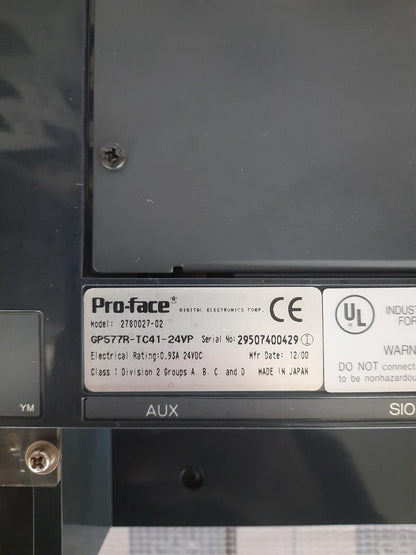 Pro-face® DIGITAL ELECTRONICS CORP. CE
Model: 2780027-02
GP577R-TC41-24VP Serial No: 29507400429 ①
Electrical Rating:0.93A 24VDC Mfr Date: 12/00
Class 1 Division 2 Groups A, B, C, and D MADE IN JAPAN
UL
INDUST
FOR
WARN
DO NOT connect
to be nonhazardou
YM
AUX
SIO